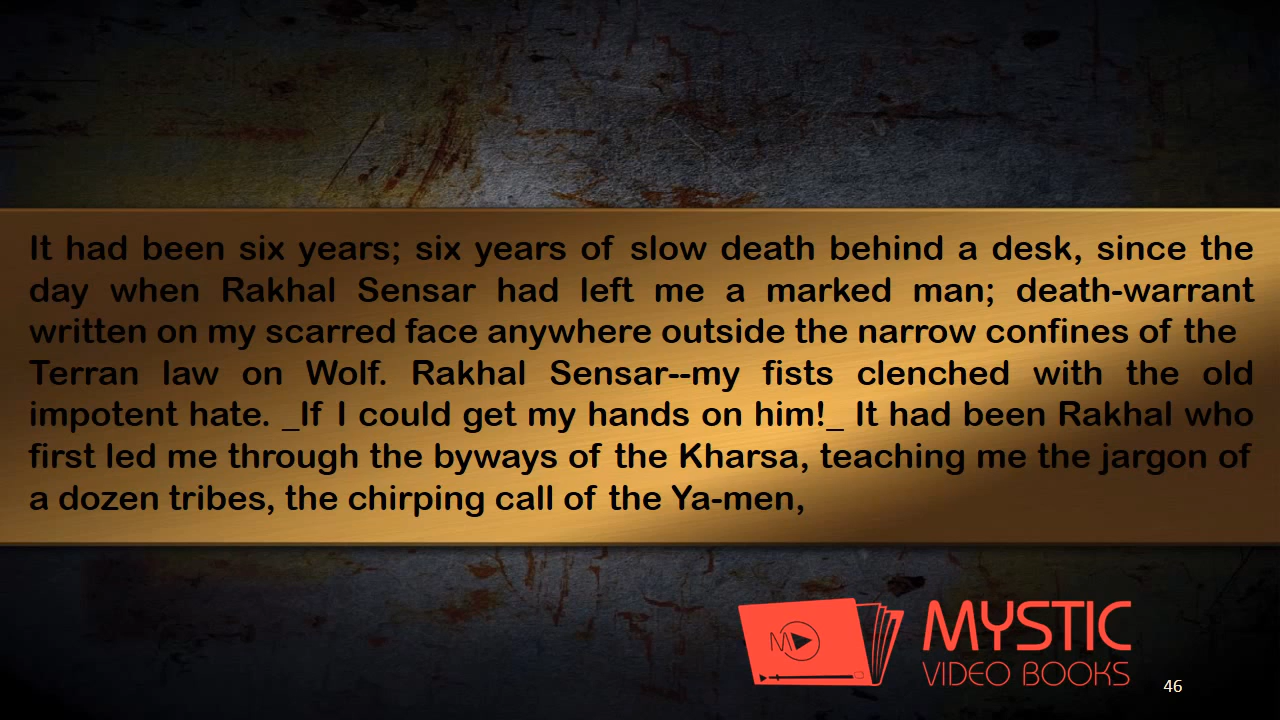 It had been six years; six years of slow death behind a desk, since the
day when Rakhal Sensar had left me a marked man; death-warrant
written on my scarred face anywhere outside the narrow confines of the
Terran law on Wolf. Rakhal Sensar--my fists clenched with the old
impotent hate. _If I could get my hands on him!_ It had been Rakhal who
first led me through the byways of the Kharsa, teaching me the jargon of
a dozen tribes, the chirping call of the Ya-men,
MYSTIC
VIDEO BOOKS
46